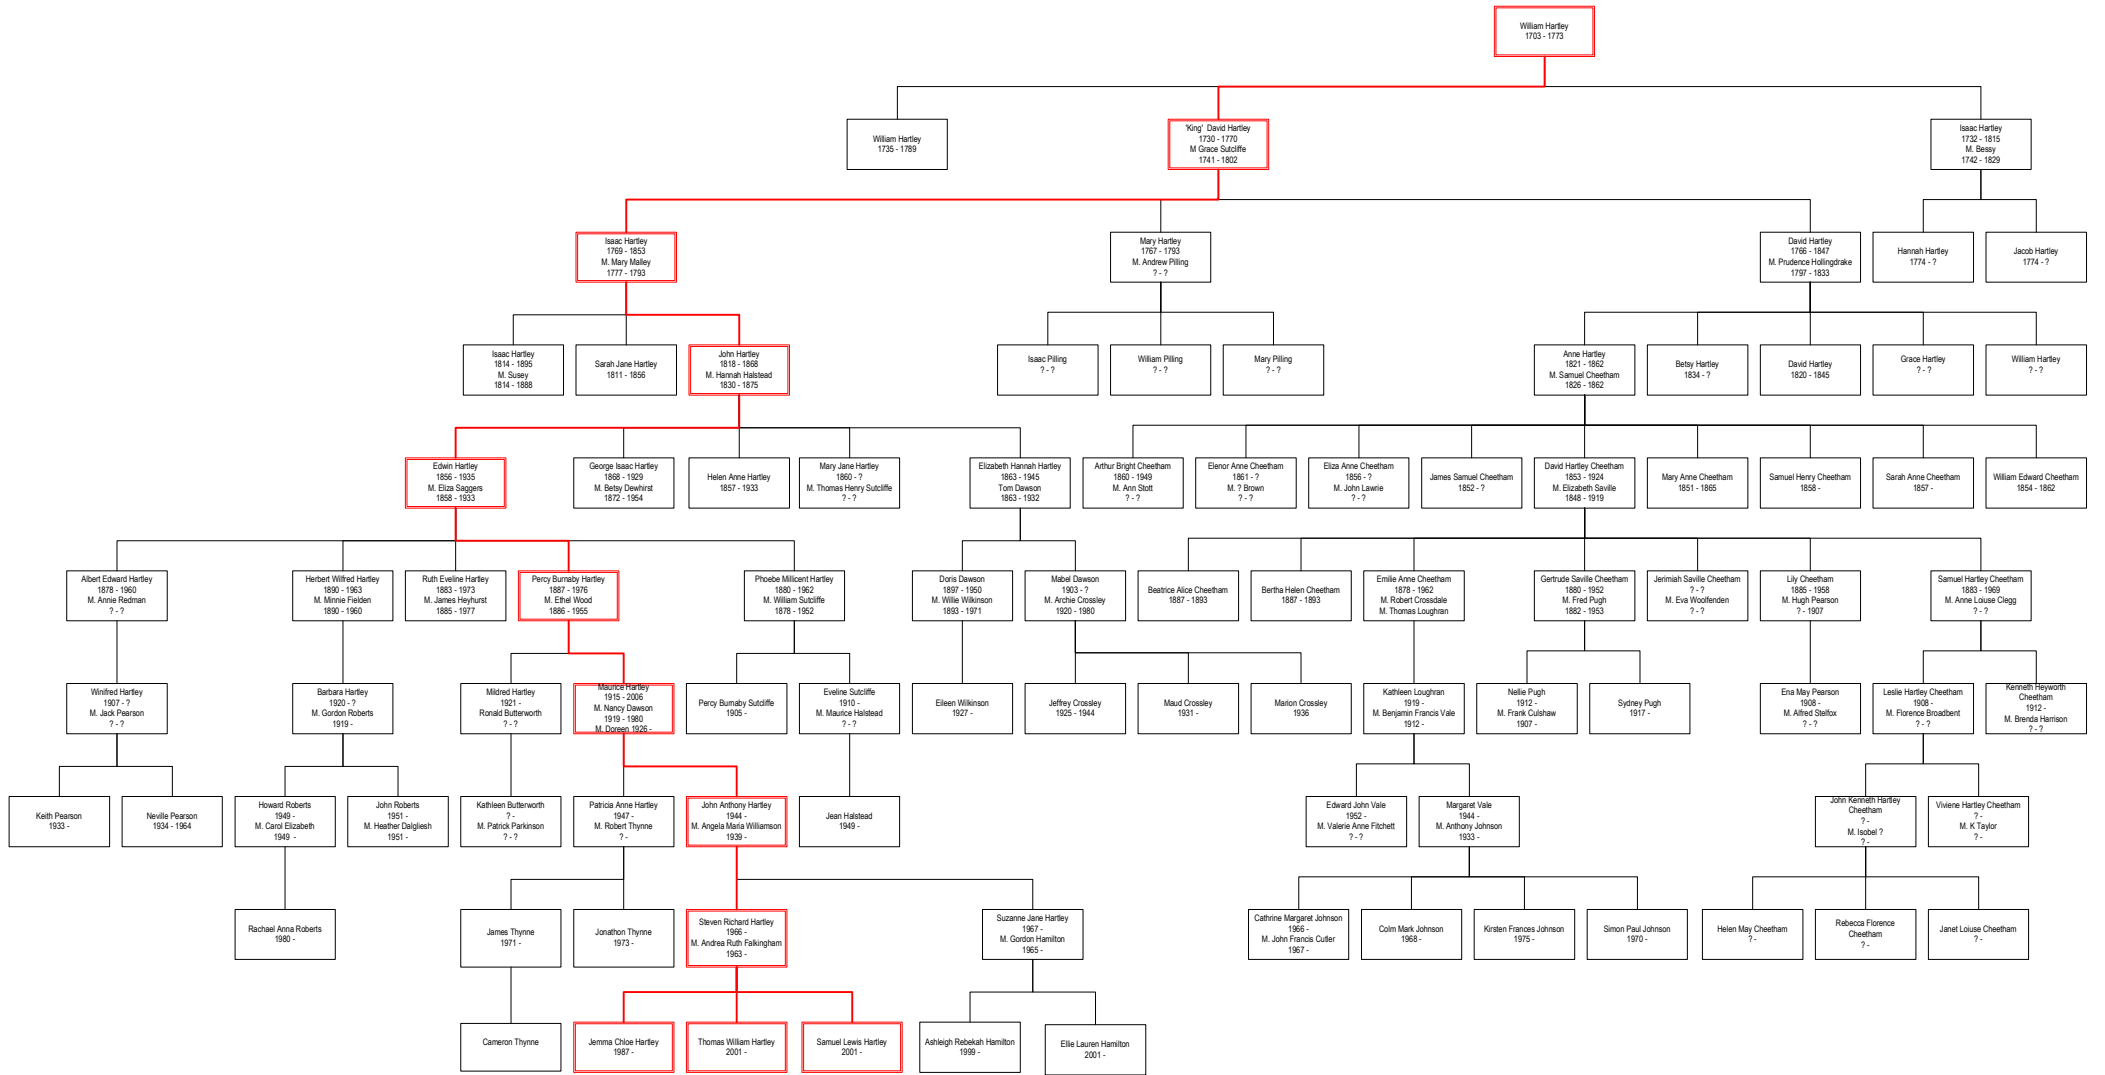 William Hartley
1703 - 1773
William Hartley
1735 - 1789
'King' David Hartley
1730 - 1770
M Grace Sutcliffe
1741 - 1802
Isaac Hartley
1732 - 1815
M. Bessy
1742 - 1829
Isaac Hartley
1769 - 1853
M. Mary Malley
1777 - 1793
Mary Hartley
1767 - 1793
M. Andrew Pilling
? - ?
David Hartley
1766 - 1847
M. Prudence Hollingdrake
1797 - 1833
Hannah Hartley
1774 - ?
Jacob Hartley
1774 - ?
Isaac Hartley
1814 - 1895
M. Susey
1814 - 1888
Sarah Jane Hartley
1811 - 1856
John Hartley
1818 - 1868
M. Hannah Halstead
1830 - 1875
Isaac Pilling
? - ?
William Pilling
? - ?
Mary Pilling
? - ?
Anne Hartley
1821 - 1862
M. Samuel Cheetham
1826 - 1862
Betsy Hartley
1834 - ?
David Hartley
1820 - 1845
Grace Hartley
? - ?
William Hartley
? - ?
Edwin Hartley
1856 - 1935
M. Eliza Saggers
1858 - 1933
George Isaac Hartley
1868 - 1929
M. Betsy Dewhirst
1872 - 1954
Helen Anne Hartley
1857 - 1933
Mary Jane Hartley
1860 - ?
M. Thomas Henry Sutcliffe
? - ?
Elizabeth Hannah Hartley
1863 - 1945
Tom Dawson
1863 - 1932
Arthur Bright Cheetham
1860 - 1949
M. Ann Stott
? - ?
Elenor Anne Cheetham
1861 - ?
M. ? Brown
? - ?
Eliza Anne Cheetham
1856 - ?
M. John Lawrie
? - ?
James Samuel Cheetham
1852 - ?
David Hartley Cheetham
1853 - 1924
M. Elizabeth Saville
1848 - 1919
Mary Anne Cheetham
1851 - 1865
Samuel Henry Cheetham
1858 -
Sarah Anne Cheetham
1857 -
William Edward Cheetham
1854 - 1862
Albert Edward Hartley
1878 - 1960
M. Annie Redman
? - ?
Herbert Wilfred Hartley
1890 - 1963
M. Minnie Fielden
1890 - 1960
Ruth Eveline Hartley
1883 - 1973
M. James Heyhurst
1885 - 1977
Percy Burnaby Hartley
1887 - 1976
M. Ethel Wood
1886 - 1955
Phoebe Millicent Hartley
1880 - 1962
M. William Sutcliffe
1878 - 1952
Doris Dawson
1897 - 1950
M. Willie Wilkinson
1893 - 1971
Mabel Dawson
1903 - ?
M. Archie Crossley
1920 - 1980
Beatrice Alice Cheetham
1887 - 1893
Bertha Helen Cheetham
1887 - 1893
Emilie Anne Cheetham
1878 - 1962
M. Robert Crossdale
M. Thomas Loughran
Gertrude Saville Cheetham
1880 - 1952
M. Fred Pugh
1882 - 1953
Jerimiah Saville Cheetham
? - ?
M. Eva Woolfenden
? - ?
Lily Cheetham
1885 - 1958
M. Hugh Pearson
? - 1907
Samuel Hartley Cheetham
1883 - 1969
M. Anne Loiuse Clegg
? - ?
Winifred Hartley
1907 - ?
M. Jack Pearson
? - ?
Barbara Hartley
1920 - ?
M. Gordon Roberts
1919 -
Mildred Hartley
1921 -
Ronald Butterworth
? - ?
Maurice Hartley
1915 - 2006
M. Nancy Dawson
1919 - 1980
M. Doreen 1926 -
Percy Burnaby Sutcliffe
1905 -
Eveline Sutcliffe
1910 -
M. Maurice Halstead
? - ?
Eileen Wilkinson
1927 -
Jeffrey Crossley
1925 - 1944
Maud Crossley
1931 -
Marion Crossley
1936
Kathleen Loughran
1919 -
M. Benjamin Francis Vale
1912 -
Nellie Pugh
1912 -
M. Frank Culshaw
1907 -
Sydney Pugh
1917 -
Ena May Pearson
1908 -
M. Alfred Stelfox
? - ?
Leslie Hartley Cheetham
1908 -
M. Florence Broadbent
? - ?
Kenneth Heyworth
Cheetham
1912 -
M. Brenda Harrison
? - ?
Keith Pearson
1933 -
Neville Pearson
1934 - 1964
Howard Roberts
1949 -
M. Carol Elizabeth
1949 -
John Roberts
1951 -
M. Heather Dalgliesh
1951 -
Kathleen Butterworth
? -
M. Patrick Parkinson
? - ?
Patricia Anne Hartley
1947 -
M. Robert Thynne
? -
John Anthony Hartley
1944 -
M. Angela Maria Williamson
1939 -
Jean Halstead
1949 -
Edward John Vale
1952 -
M. Valerie Anne Fitchett
? - ?
Margaret Vale
1944 -
M. Anthony Johnson
1933 -
John Kenneth Hartley
Cheetham
? -
M. Isobel ?
? -
Viviene Hartley Cheetham
? -
M. K Taylor
? -
Rachael Anna Roberts
1980 -
James Thynne
1971 -
Jonathon Thynne
1973 -
Steven Richard Hartley
1966 -
M. Andrea Ruth Falkingham
1963 -
Suzanne Jane Hartley
1967 -
M. Gordon Hamilton
1965 -
Cathrine Margaret Johnson
1966 -
M. John Francis Cutler
1967 -
Colm Mark Johnson
1968 -
Kirsten Frances Johnson
1975 -
Simon Paul Johnson
1970 -
Helen May Cheetham
? -
Rebecca Florence
Cheetham
? -
Janet Loiuse Cheetham
? -
Cameron Thynne
Jemma Chloe Hartley
1987 -
Thomas William Hartley
2001 -
Samuel Lewis Hartley
2001 -
Ashleigh Rebekah Hamilton
1999 -
Ellie Lauren Hamilton
2001 -